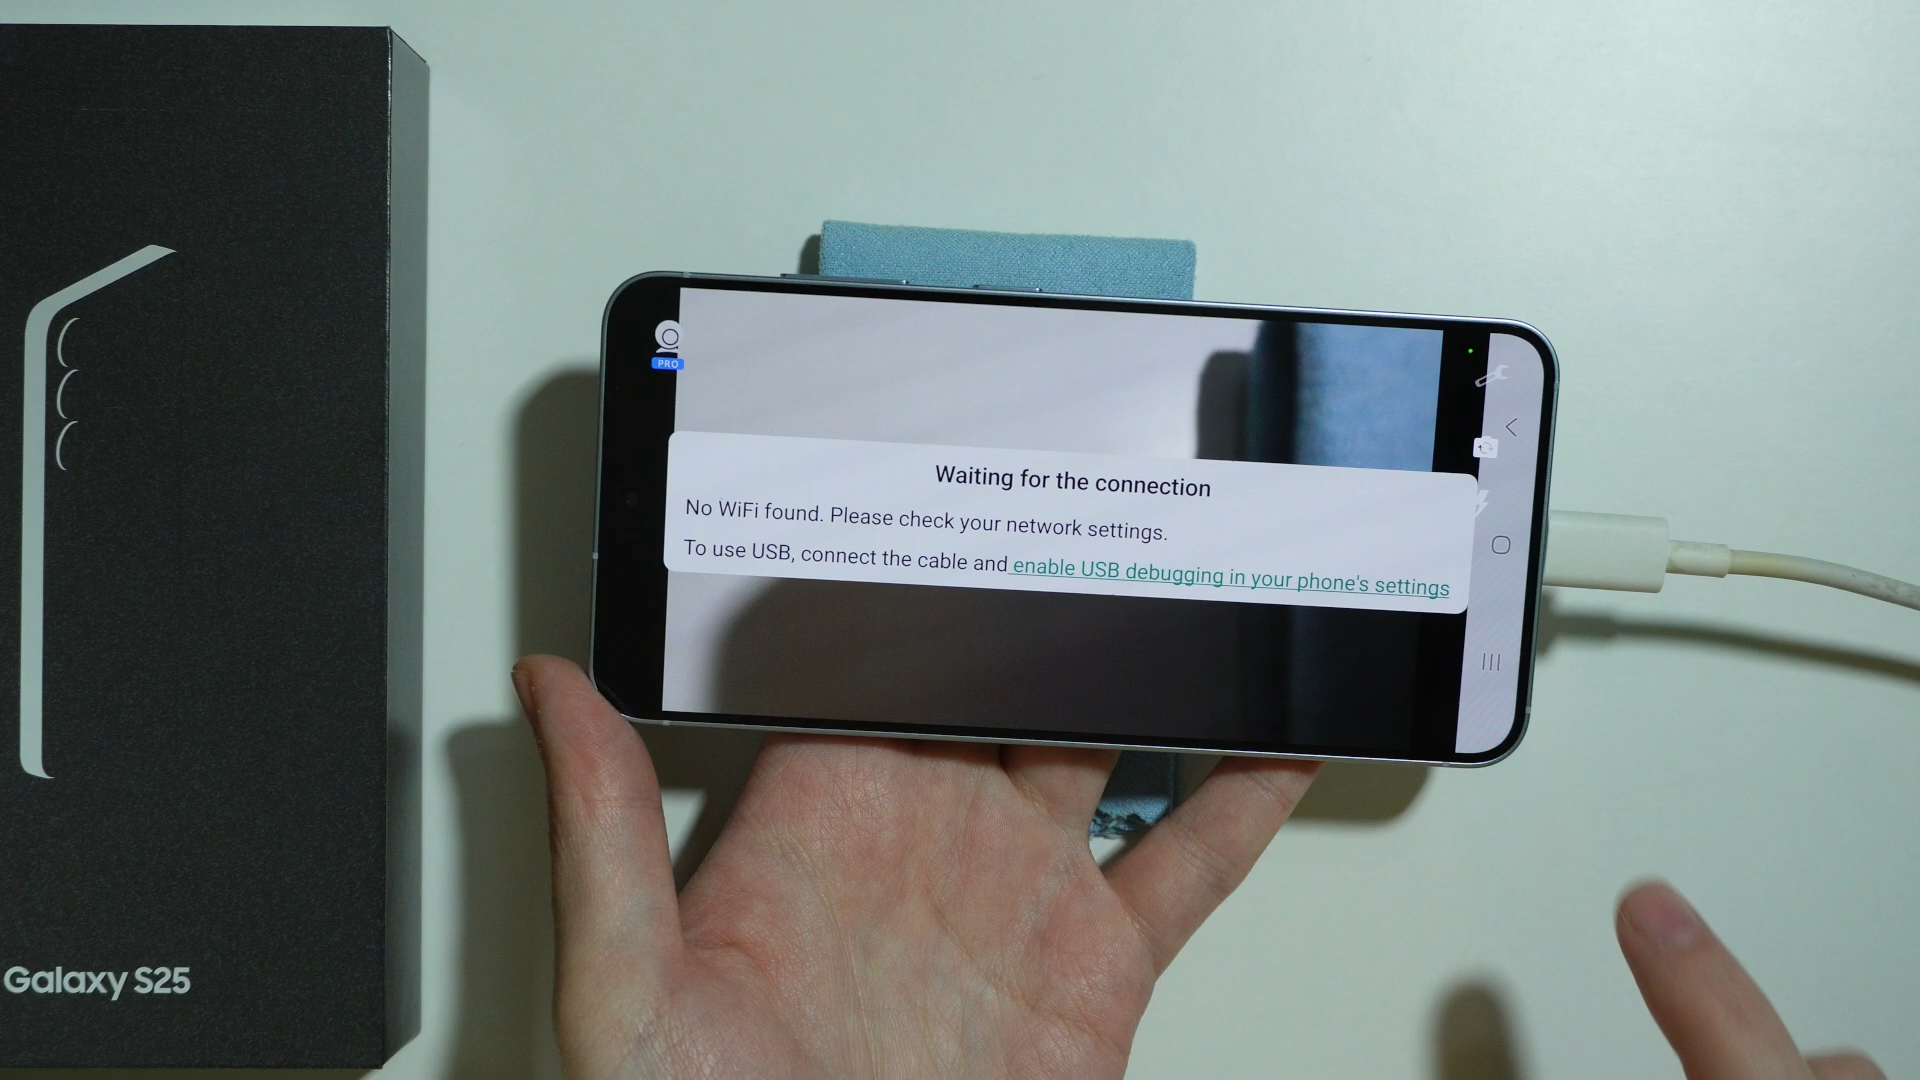 PRO
Waiting for the connection
No WiFi found. Please check your network settings.
To use USB, connect the cable and enable USB debugging in your phone's settings
Galaxy S25